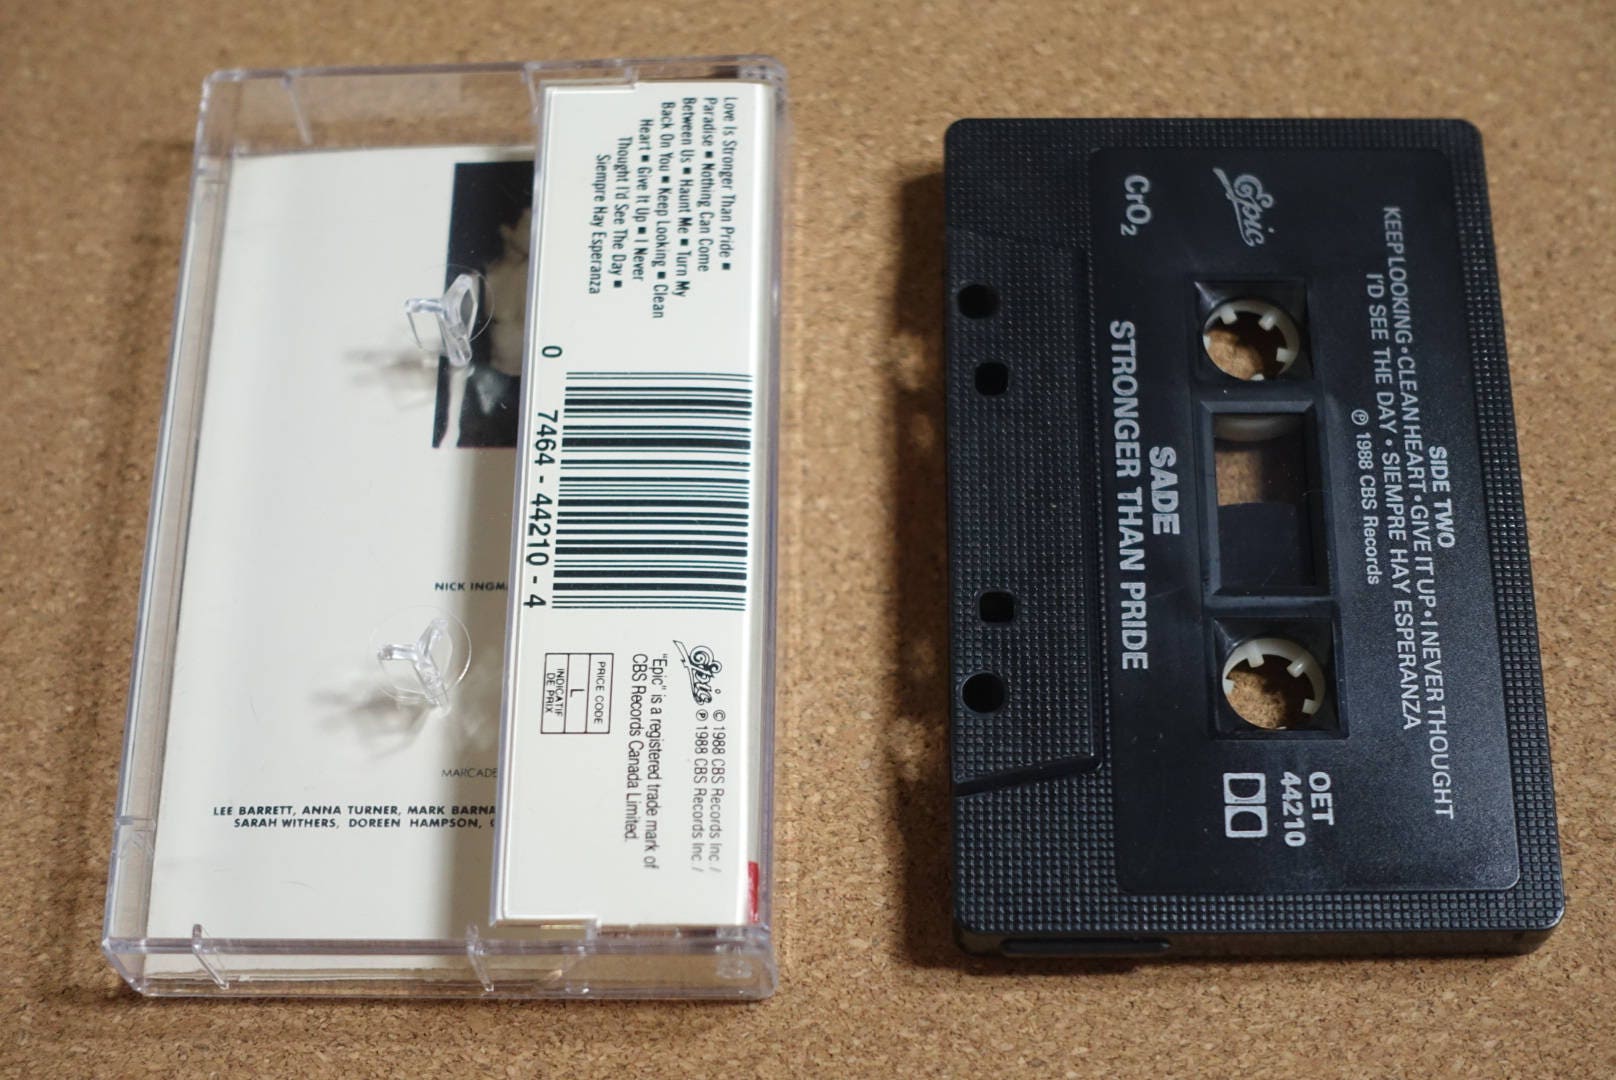 Love Is Stronger Than Pride ■
Paradise ■ Nothing Can Come
Between Us ■ Haunt Me ■ Turn My
Back On You ■ Keep Looking ■ Clean
Heart ■ Give It Up ■ I Never
Thought I'd See The Day ■
Siempre Hay Esperanza
0 7464-44210-4
Epic
© 1988 CBS Records Inc. /
℗ 1988 CBS Records Inc. /
"Epic" is a registered trade mark of
CBS Records Canada Limited.
PRICE CODE
L
INDICATIF
DE PRIX
NICK INGM
MARCADE
LEE BARRETT, ANNA TURNER, MARK BARNA
SARAH WITHERS, DOREEN HAMPSON,
SIDE TWO
KEEP LOOKING • CLEAN HEART • GIVE IT UP • I NEVER THOUGHT
I'D SEE THE DAY • SIEMPRE HAY ESPERANZA
℗ 1988 CBS Records
Epic
CrO₂
OET
44210
SADE
STRONGER THAN PRIDE